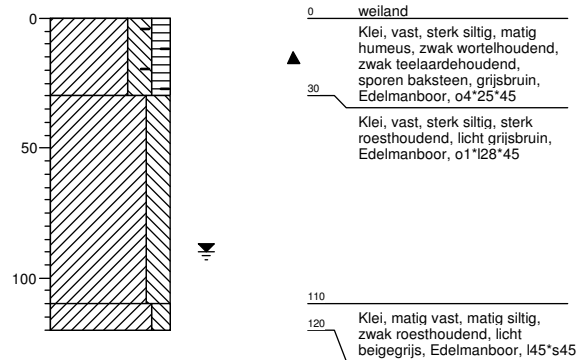 0
50
100
0 weiland
Klei, vast, sterk siltig, matig
humeus, zwak wortelhoudend,
zwak teelaardehoudend,
sporen baksteen, grijsbruin,
Edelmanboor, o4*25*45
30
Klei, vast, sterk siltig, sterk
roesthoudend, licht grijsbruin,
Edelmanboor, o1*l28*45
110
Klei, matig vast, matig siltig,
zwak roesthoudend, licht
beigegrijs, Edelmanboor, l45*s45
120